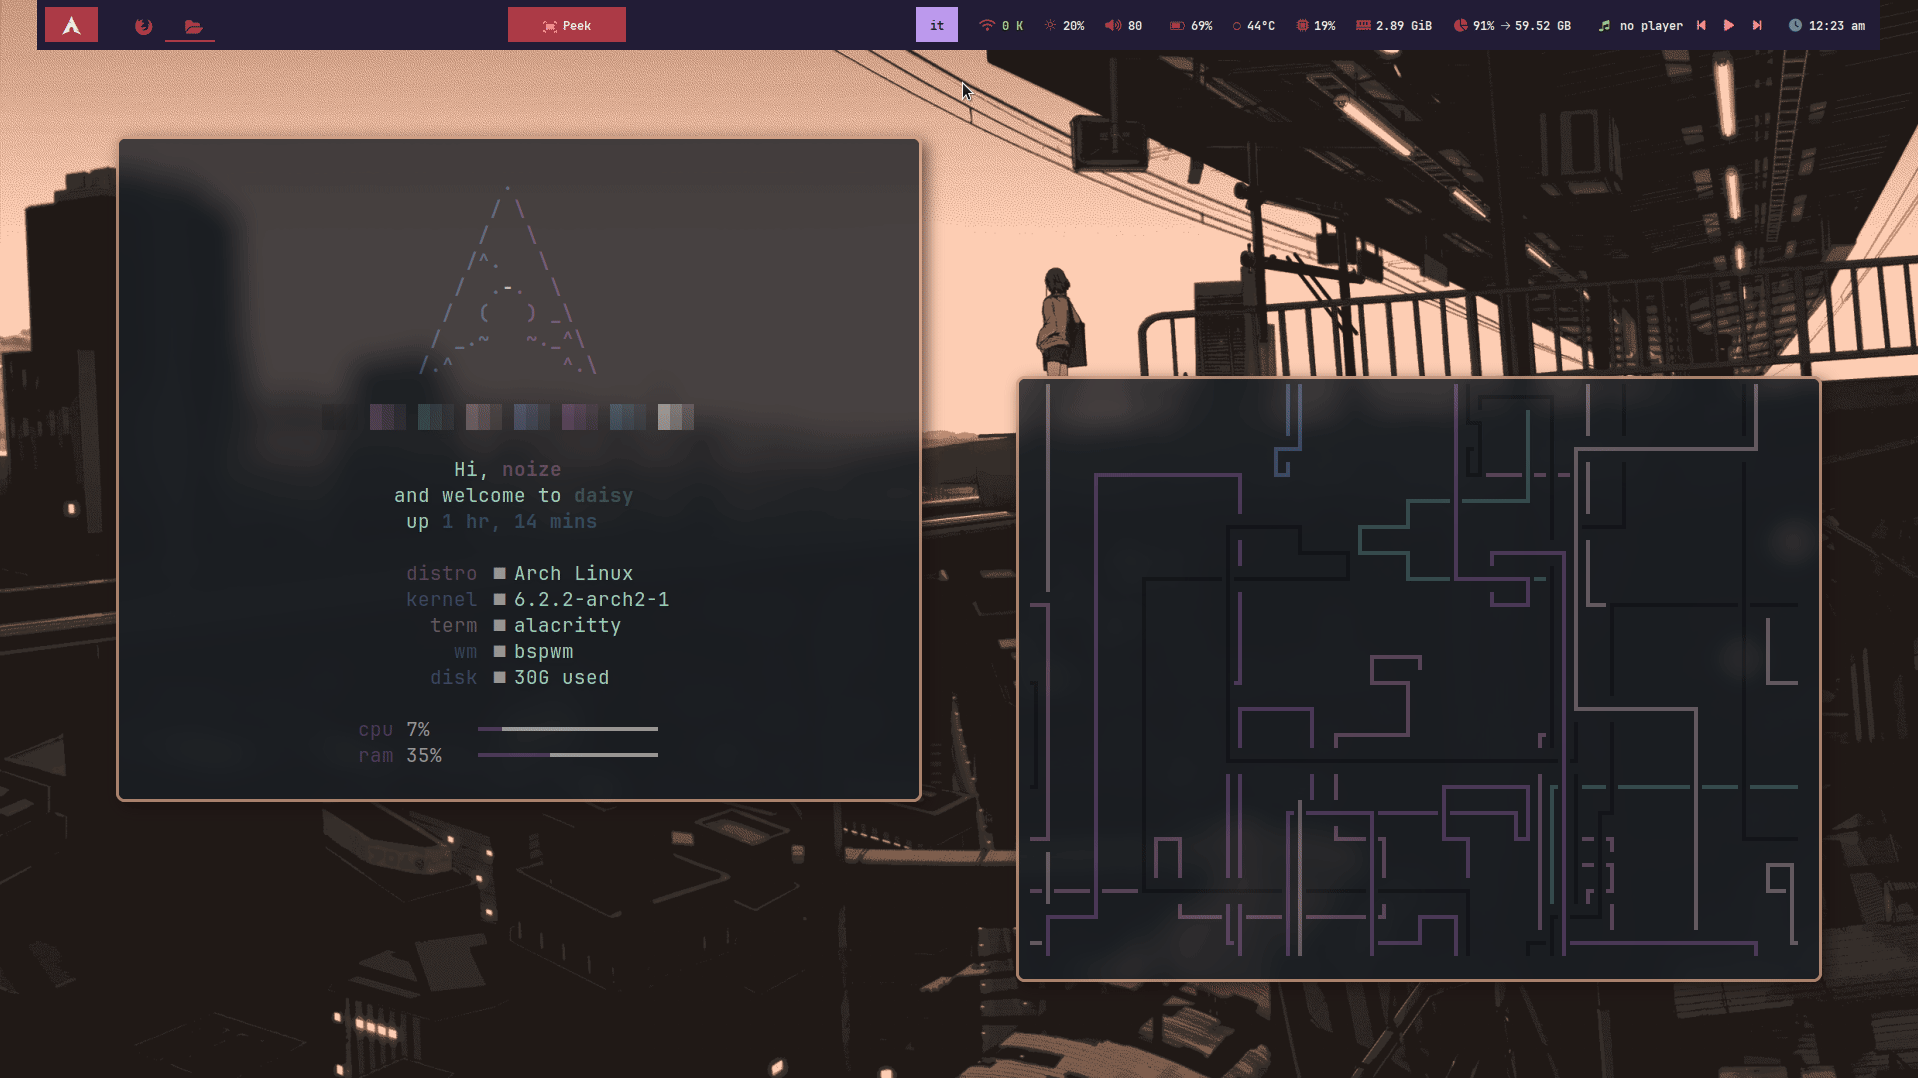 Peek
it
0 K
20%
80
69%
44°C
19%
2.89 GiB
91% → 59.52 GB
no player
12:23 am
Hi, noize
and welcome to daisy
up 1 hr, 14 mins
distro ■ Arch Linux
kernel ■ 6.2.2-arch2-1
term ■ alacritty
wm ■ bspwm
disk ■ 30G used
cpu 7%
ram 35%